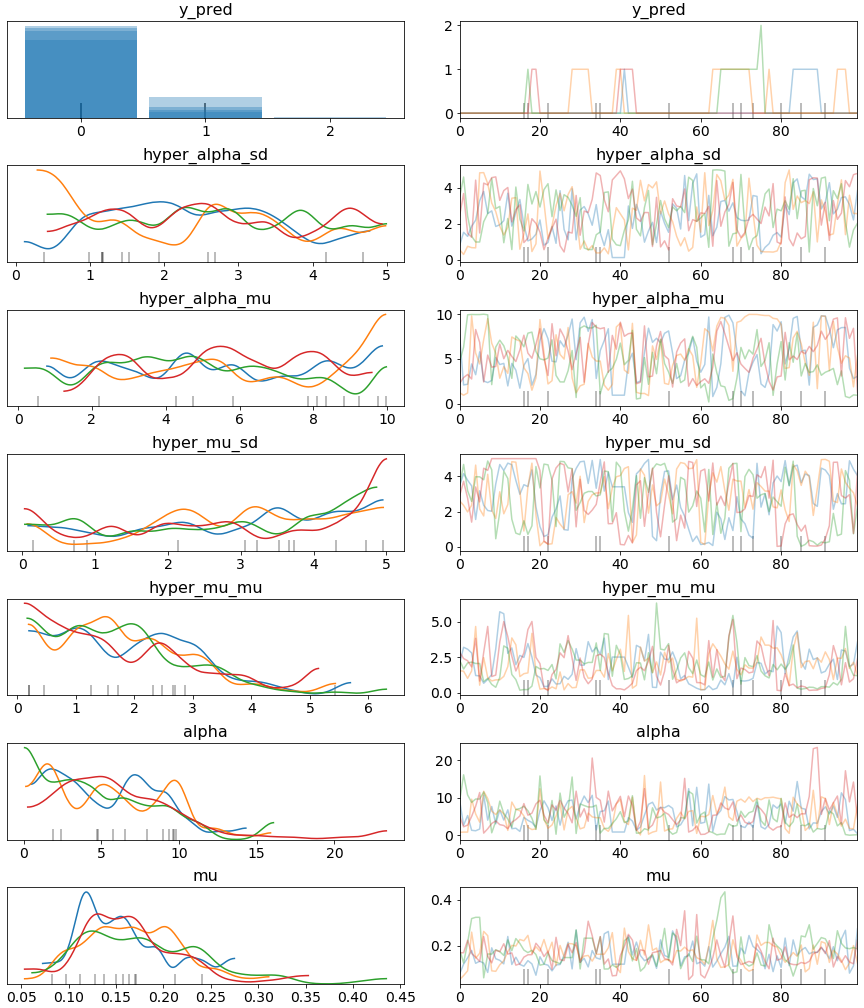 y_pred y_pred
2
1
0
0 1 2 0 20 40 60 80
hyper_alpha_sd hyper_alpha_sd
4
2
0
0 1 2 3 4 5 0 20 40 60 80
hyper_alpha_mu hyper_alpha_mu
10
5
0
0 2 4 6 8 10 0 20 40 60 80
hyper_mu_sd hyper_mu_sd
4
2
0
0 1 2 3 4 5 0 20 40 60 80
hyper_mu_mu hyper_mu_mu
5.0
2.5
0.0
0 1 2 3 4 5 6 0 20 40 60 80
alpha alpha
20
10
0
0 5 10 15 20 0 20 40 60 80
mu mu
0.4
0.2
0.05 0.10 0.15 0.20 0.25 0.30 0.35 0.40 0.45 0 20 40 60 80